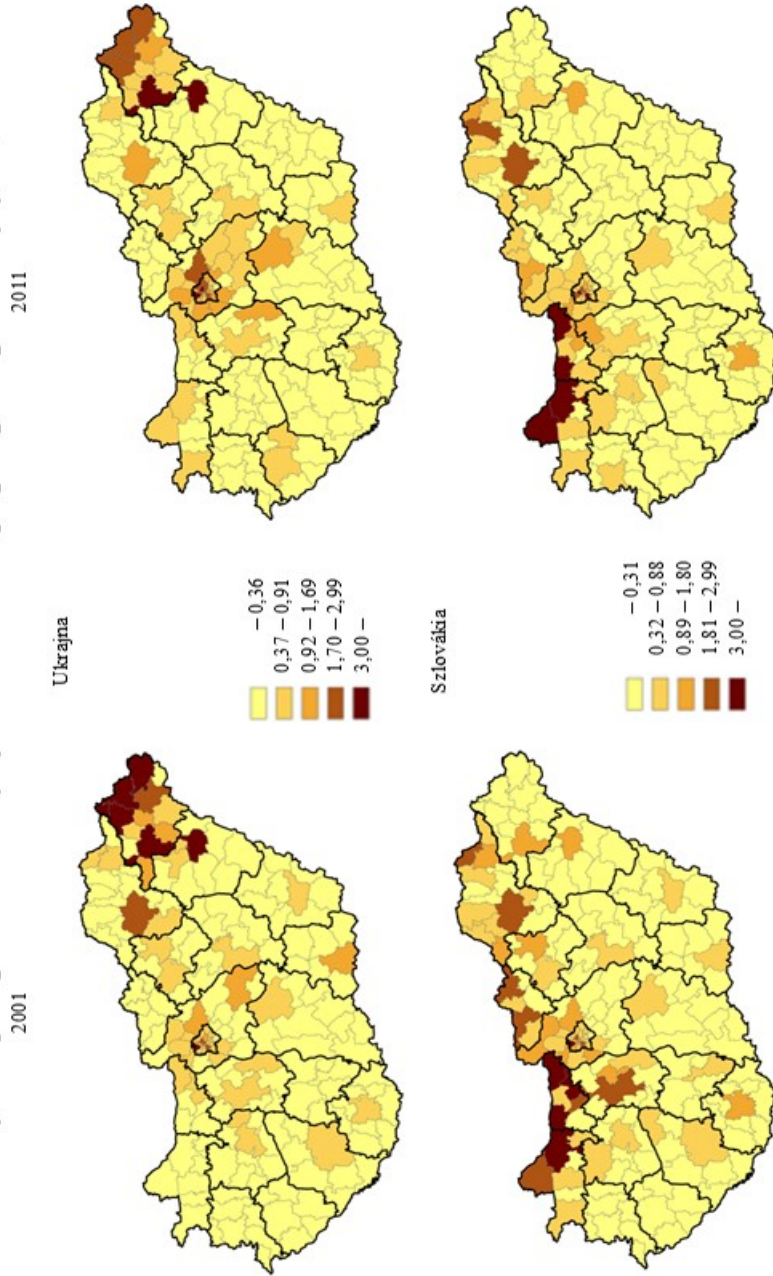 2001
2011
Ukrajna
– 0,36
0,37 – 0,91
0,92 – 1,69
1,70 – 2,99
3,00 –
Szlovákia
– 0,31
0,32 – 0,88
0,89 – 1,80
1,81 – 2,99
3,00 –